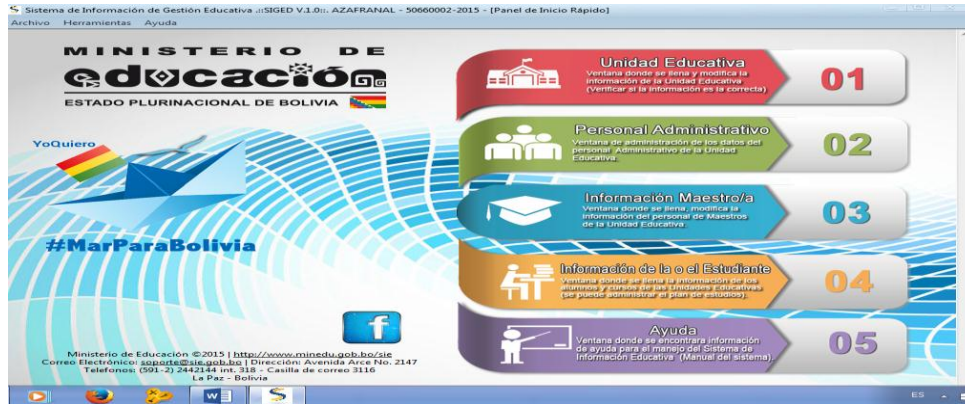 Sistema de Información de Gestión Educativa .::SIGED V.1.0::. AZAFRANAL - 50660002-2015 - [Panel de Inicio Rápido]
Archivo Herramientas Ayuda
MINISTERIO DE
educación
ESTADO PLURINACIONAL DE BOLIVIA
YoQuiero
#MarParaBolivia
Unidad Educativa
Ventana donde se llena y modifica la
información de la Unidad Educativa
(Verificar si la información es la correcta)
01
Personal Administrativo
Ventana de administración de los datos del
personal Administrativo de la Unidad
Educativa.
02
Información Maestro/a
Ventana donde se llena, modifica la
información del personal de Maestros
de la Unidad Educativa.
03
Información de la o el Estudiante
Ventana donde se llena la información de los
alumnos y cursos de las Unidades Educativas
(se puede administrar el plan de estudios).
04
Ayuda
Ventana donde se encontrara información
de ayuda para el manejo del Sistema de
Información Educativa (Manual del sistema).
05
f
Ministerio de Educación ©2015 | http://www.minedu.gob.bo/sie
Correo Electrónico: soporte@sie.gob.bo | Dirección: Avenida Arce No. 2147
Telefonos: (591-2) 2442144 int. 318 - Casilla de correo 3116
La Paz - Bolivia
W
S
ES